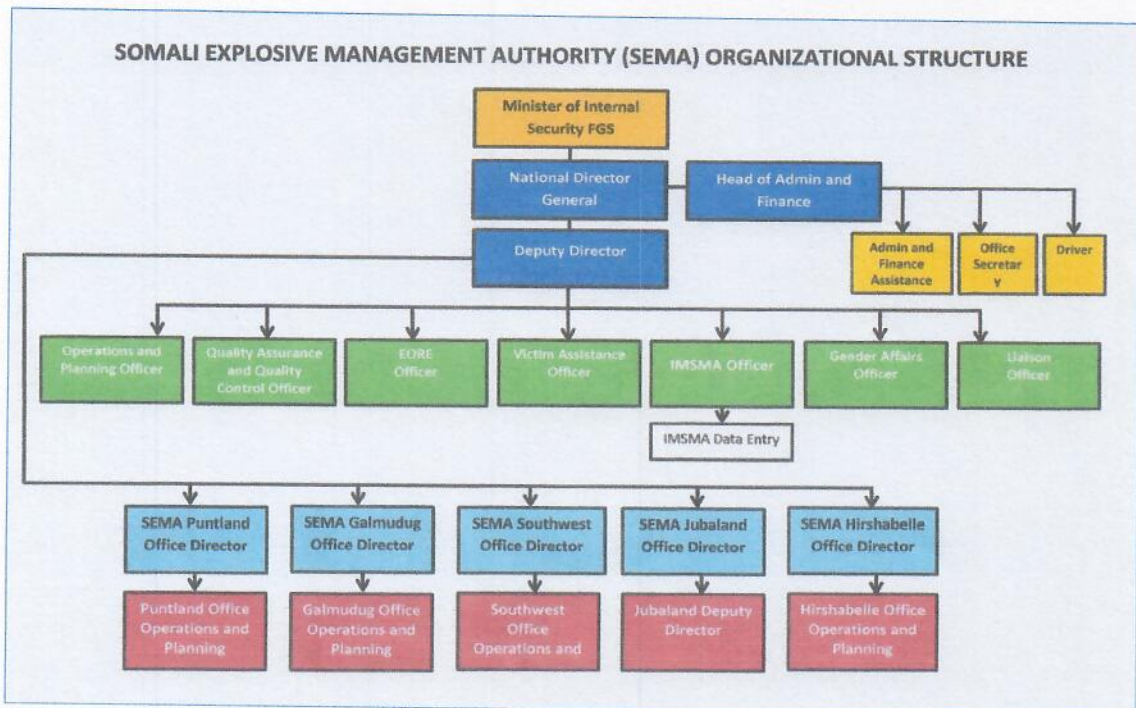 SOMALI EXPLOSIVE MANAGEMENT AUTHORITY (SEMA) ORGANIZATIONAL STRUCTURE
Minister of Internal
Security FGS
National Director
General
Head of Admin and
Finance
Deputy Director
Admin and
Finance
Assistance
Office
Secretar
y
Driver
Operations and
Planning Officer
Quality Assurance
and Quality
Control Officer
EORE
Officer
Victim Assistance
Officer
IMSMA Officer
Gender Affairs
Officer
Liaison
Officer
IMSMA Data Entry
SEMA Puntland
Office Director
SEMA Galmudug
Office Director
SEMA Southwest
Office Director
SEMA Jubaland
Office Director
SEMA Hirshabelle
Office Director
Puntland Office
Operations and
Planning
Galmudug Office
Operations and
Planning
Southwest
Office
Operations and
Jubaland Deputy
Director
Hirshabelle Office
Operations and
Planning